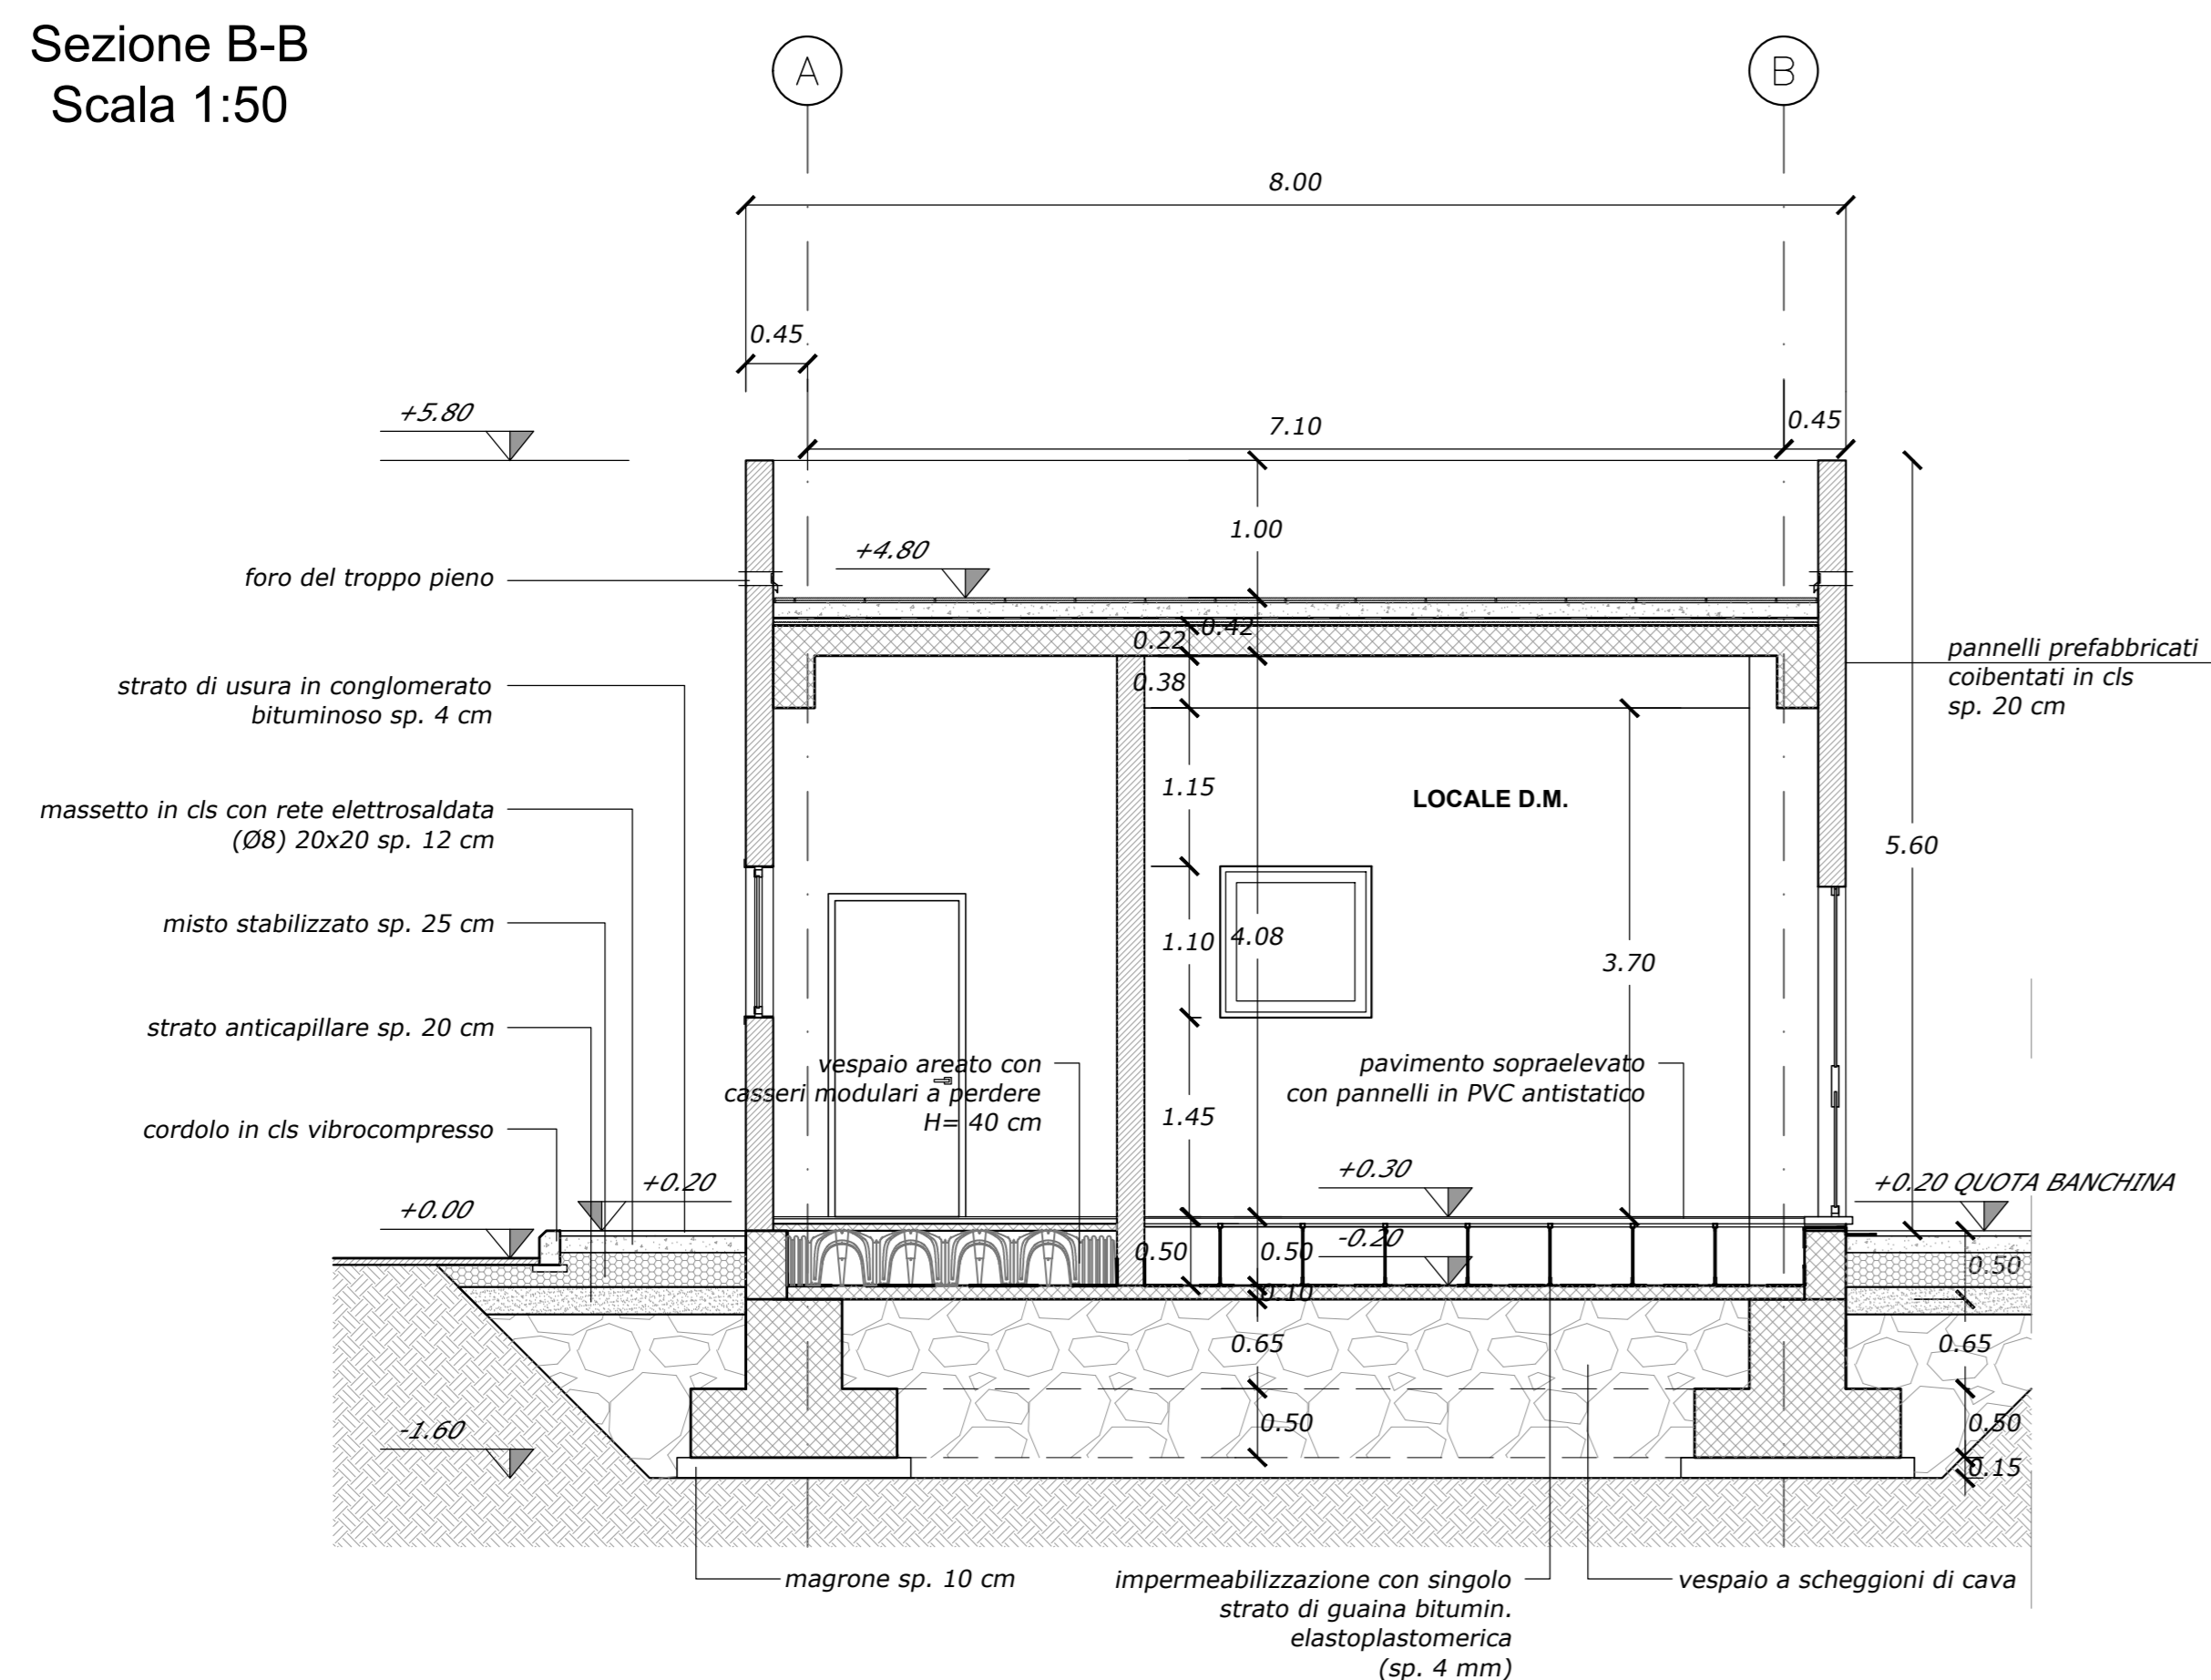 Sezione B-B
Scala 1:50
A
B
8.00
0.45
7.10
0.45
+5.80
1.00
+4.80
foro del troppo pieno
0.22
0.42
pannelli prefabbricati
coibentati in cls
sp. 20 cm
0.38
strato di usura in conglomerato
bituminoso sp. 4 cm
1.15
LOCALE D.M.
massetto in cls con rete elettrosaldata
(Ø8) 20x20 sp. 12 cm
5.60
misto stabilizzato sp. 25 cm
1.10
4.08
3.70
strato anticapillare sp. 20 cm
vespaio areato con
casseri modulari a perdere
H= 40 cm
pavimento sopraelevato
con pannelli in PVC antistatico
1.45
cordolo in cls vibrocompresso
+0.00
+0.20
+0.30
+0.20 QUOTA BANCHINA
0.50
0.50
-0.20
0.50
0.10
0.65
0.65
-1.60
0.50
0.50
0.15
magrone sp. 10 cm
impermeabilizzazione con singolo
strato di guaina bitumin.
elastoplastomerica
(sp. 4 mm)
vespaio a scheggioni di cava